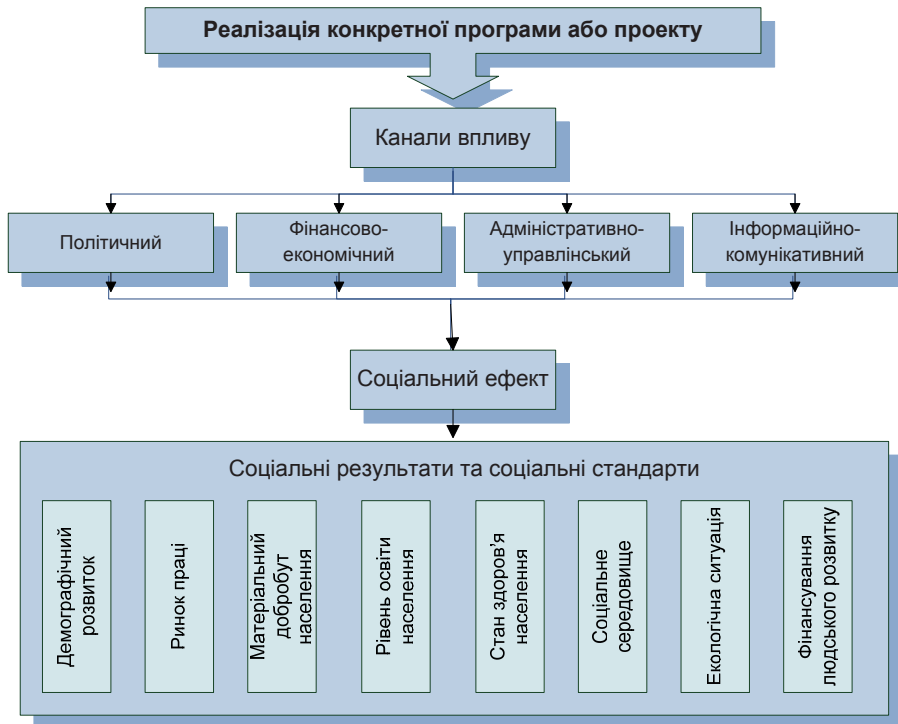 Реалізація конкретної програми або проекту
Канали впливу
Політичний
Фінансово-
економічний
Адміністративно-
управлінський
Інформаційно-
комунікативний
Соціальний ефект
Соціальні результати та соціальні стандарти
Демографічний
розвиток
Ринок праці
Матеріальний
добробут
населення
Рівень освіти
населення
Стан здоров’я
населення
Соціальне
середовище
Екологічна ситуація
Фінансування
людського розвитку